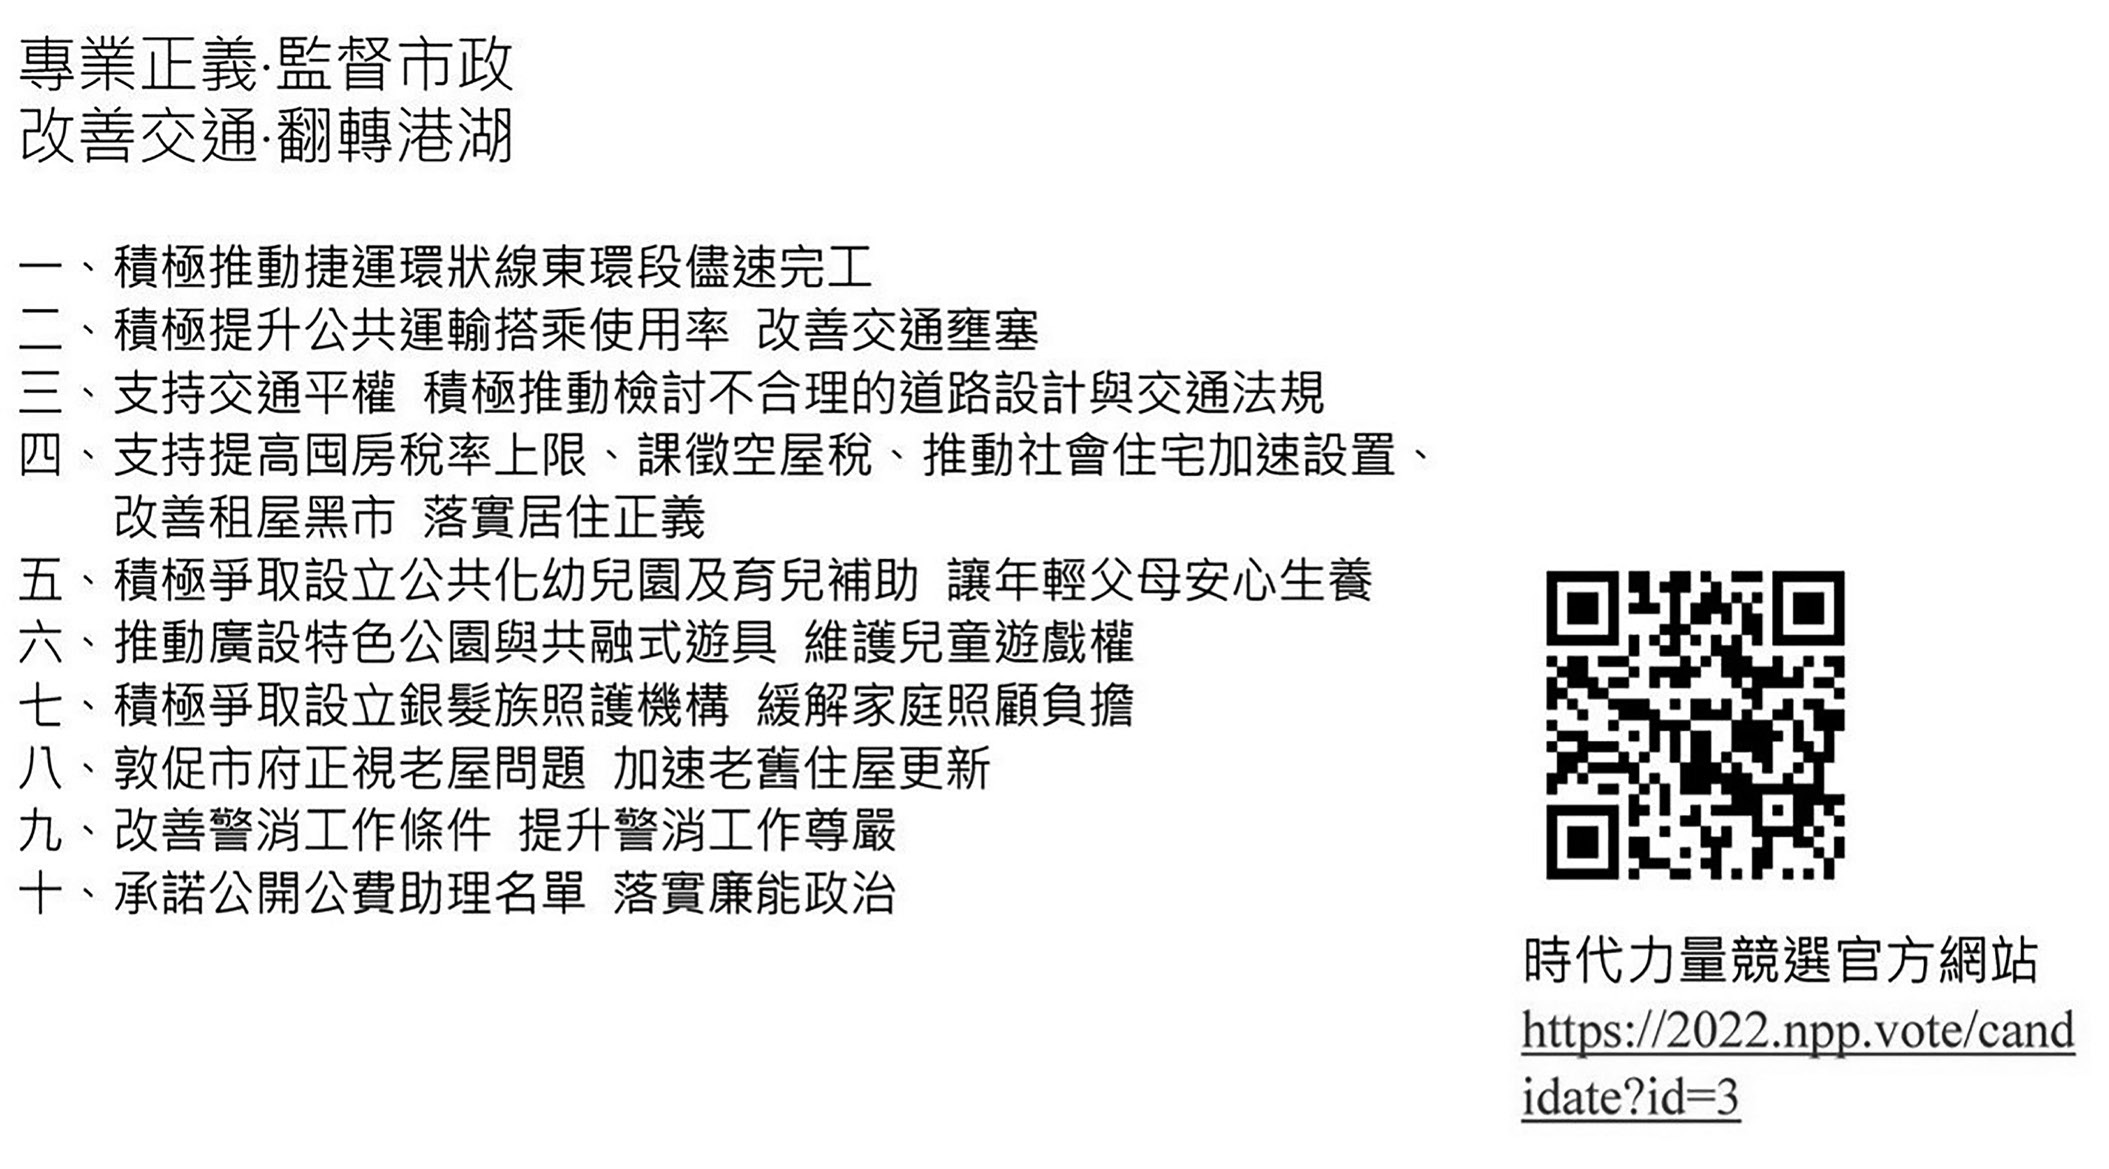 專業正義·監督市政
改善交通·翻轉港湖
一、積極推動捷運環狀線東環段儘速完工
二、積極提升公共運輸搭乘使用率 改善交通壅塞
三、支持交通平權 積極推動檢討不合理的道路設計與交通法規
四、支持提高囤房稅率上限、課徵空屋稅、推動社會住宅加速設置、
改善租屋黑市 落實居住正義
五、積極爭取設立公共化幼兒園及育兒補助 讓年輕父母安心生養
六、推動廣設特色公園與共融式遊具 維護兒童遊戲權
七、積極爭取設立銀髮族照護機構 緩解家庭照顧負擔
八、敦促市府正視老屋問題 加速老舊住屋更新
九、改善警消工作條件 提升警消工作尊嚴
十、承諾公開公費助理名單 落實廉能政治
時代力量競選官方網站
https://2022.npp.vote/cand
idate?id=3